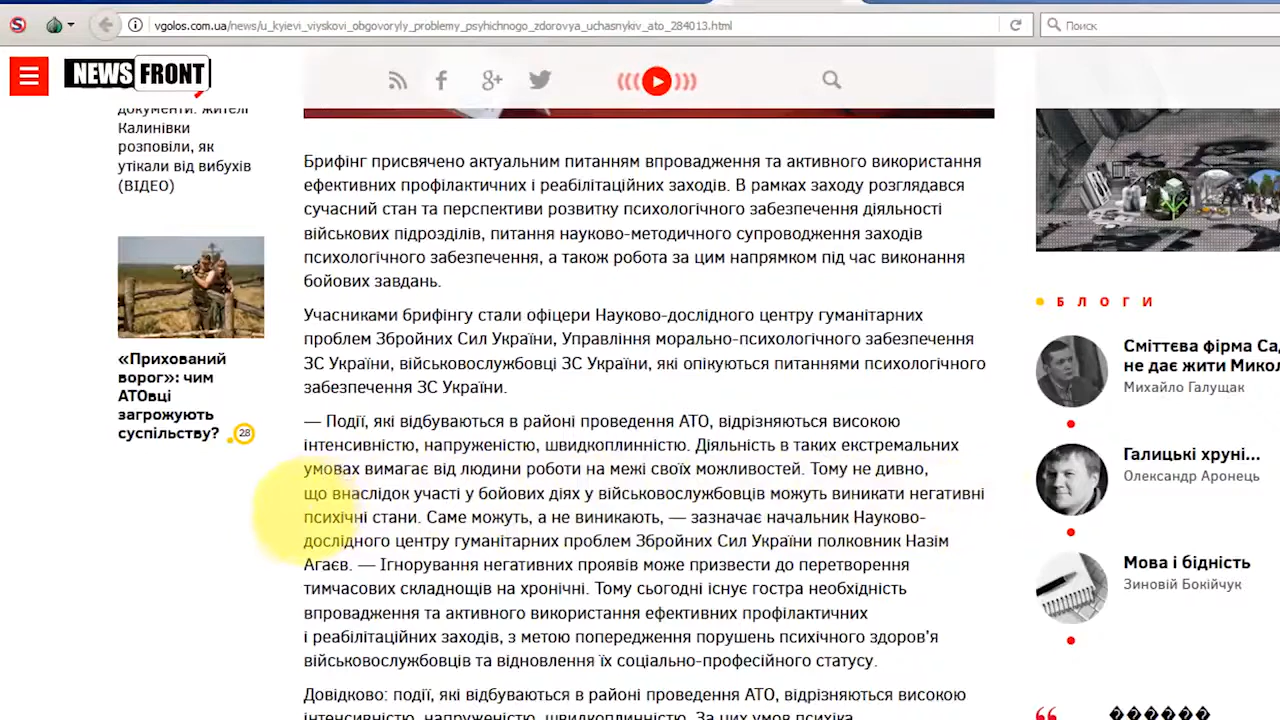 vgolos.com.ua/news/u_kyievi_viyskovi_obgovoryly_problemy_psyhichnogo_zdorovya_uchasnykiv_ato_284013.html
Поиск
NEWS FRONT
документи: жителі
Калинівки
розповіли, як
утікали від вибухів
(ВІДЕО)
«Прихований
ворог»: чим
АТОвці
загрожують
суспільству?
28
Брифінг присвячено актуальним питанням впровадження та активного використання
ефективних профілактичних і реабілітаційних заходів. В рамках заходу розглядався
сучасний стан та перспективи розвитку психологічного забезпечення діяльності
військових підрозділів, питання науково-методичного супроводження заходів
психологічного забезпечення, а також робота за цим напрямком під час виконання
бойових завдань.
Учасниками брифінгу стали офіцери Науково-дослідного центру гуманітарних
проблем Збройних Сил України, Управління морально-психологічного забезпечення
ЗС України, військовослужбовці ЗС України, які опікуються питаннями психологічного
забезпечення ЗС України.
— Події, які відбуваються в районі проведення АТО, відрізняються високою
інтенсивністю, напруженістю, швидкоплинністю. Діяльність в таких екстремальних
умовах вимагає від людини роботи на межі своїх можливостей. Тому не дивно,
що внаслідок участі у бойових діях у військовослужбовців можуть виникати негативні
психічні стани. Саме можуть, а не виникають, — зазначає начальник Науково-
дослідного центру гуманітарних проблем Збройних Сил України полковник Назім
Агаєв. — Ігнорування негативних проявів може призвести до перетворення
тимчасових складнощів на хронічні. Тому сьогодні існує гостра необхідність
впровадження та активного використання ефективних профілактичних
і реабілітаційних заходів, з метою попередження порушень психічного здоров'я
військовослужбовців та відновлення їх соціально-професійного статусу.
Довідково: події, які відбуваються в районі проведення АТО, відрізняються високою
інтенсивністю, напруженістю, швидкоплинністю. За цих умов психіка
БЛОГИ
Сміттєва фірма Са
не дає жити Мико
Михайло Галущак
Галицькі хруні...
Олександр Аронець
Мова і бідність
Зиновій Бокійчук